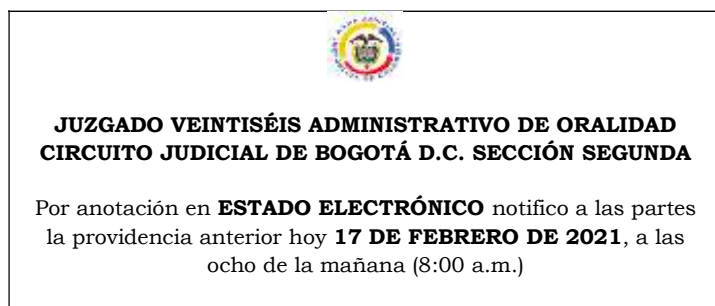 JUZGADO VEINTISÉIS ADMINISTRATIVO DE ORALIDAD
CIRCUITO JUDICIAL DE BOGOTÁ D.C. SECCIÓN SEGUNDA
Por anotación en ESTADO ELECTRÓNICO notifico a las partes
la providencia anterior hoy 17 DE FEBRERO DE 2021, a las
ocho de la mañana (8:00 a.m.)